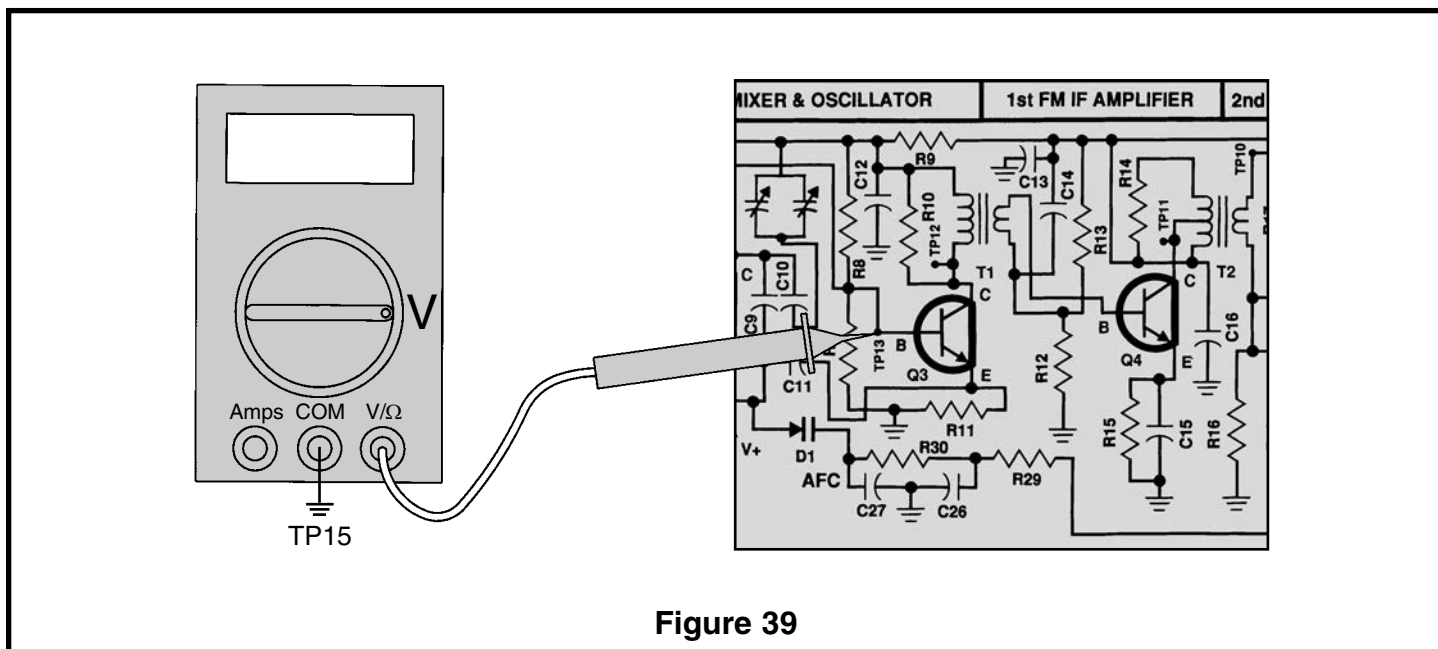 MIXER & OSCILLATOR
1st FM IF AMPLIFIER
2nd
V
Amps
COM
V/Ω
TP15
C12
R9
R10
TP12
R8
C
C10
C9
C11
TP13
T1
C
B
Q3
E
R11
V+
D1
AFC
R30
C27
C26
R29
C13
C14
R13
R12
R14
TP11
TP10
T2
C
B
Q4
E
C16
R15
C15
R16
Figure 39